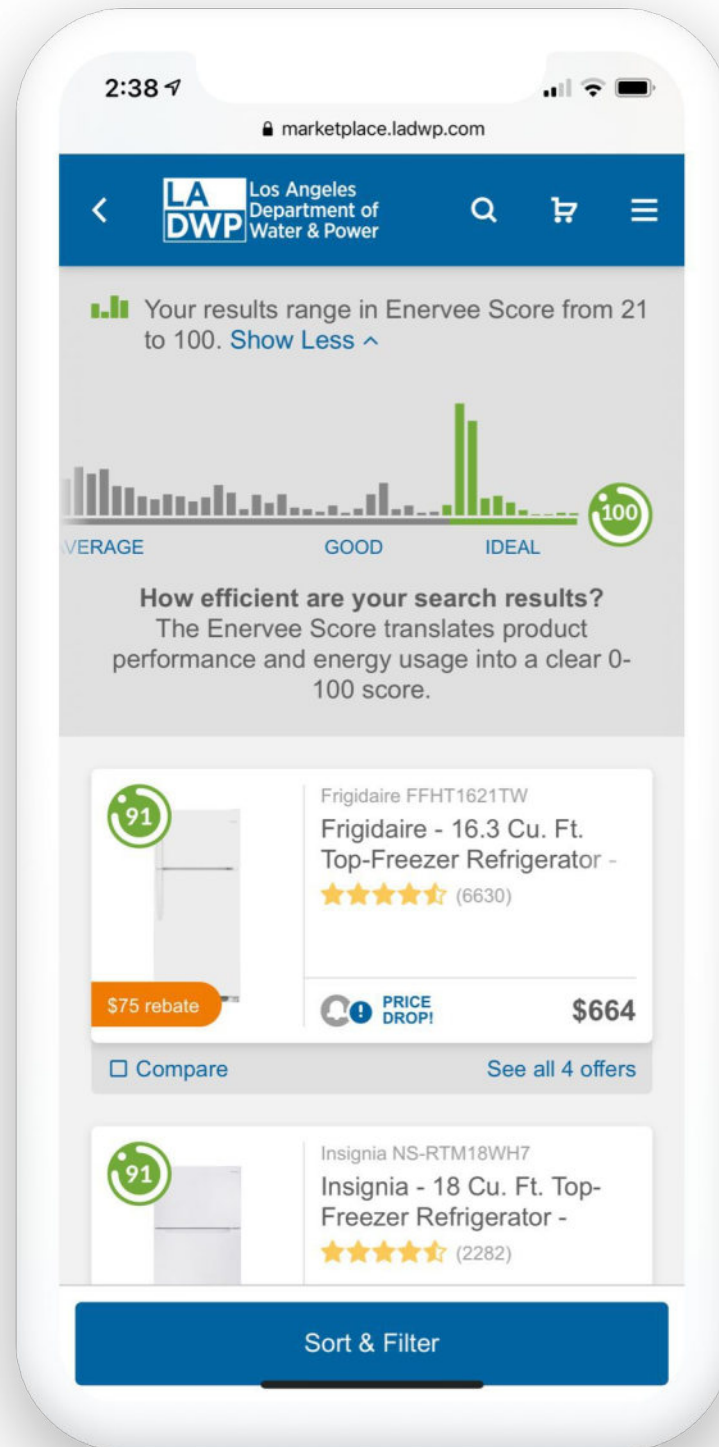 2:38
marketplace.ladwp.com
LA
DWP
Los Angeles
Department of
Water & Power
Your results range in Enervee Score from 21
to 100. Show Less
100
VERAGE GOOD IDEAL
How efficient are your search results?
The Enervee Score translates product
performance and energy usage into a clear 0-
100 score.
91
Frigidaire FFHT1621TW
Frigidaire - 16.3 Cu. Ft.
Top-Freezer Refrigerator -
(6630)
$75 rebate
PRICE
DROP!
$664
Compare
See all 4 offers
91
Insignia NS-RTM18WH7
Insignia - 18 Cu. Ft. Top-
Freezer Refrigerator -
(2282)
Sort & Filter